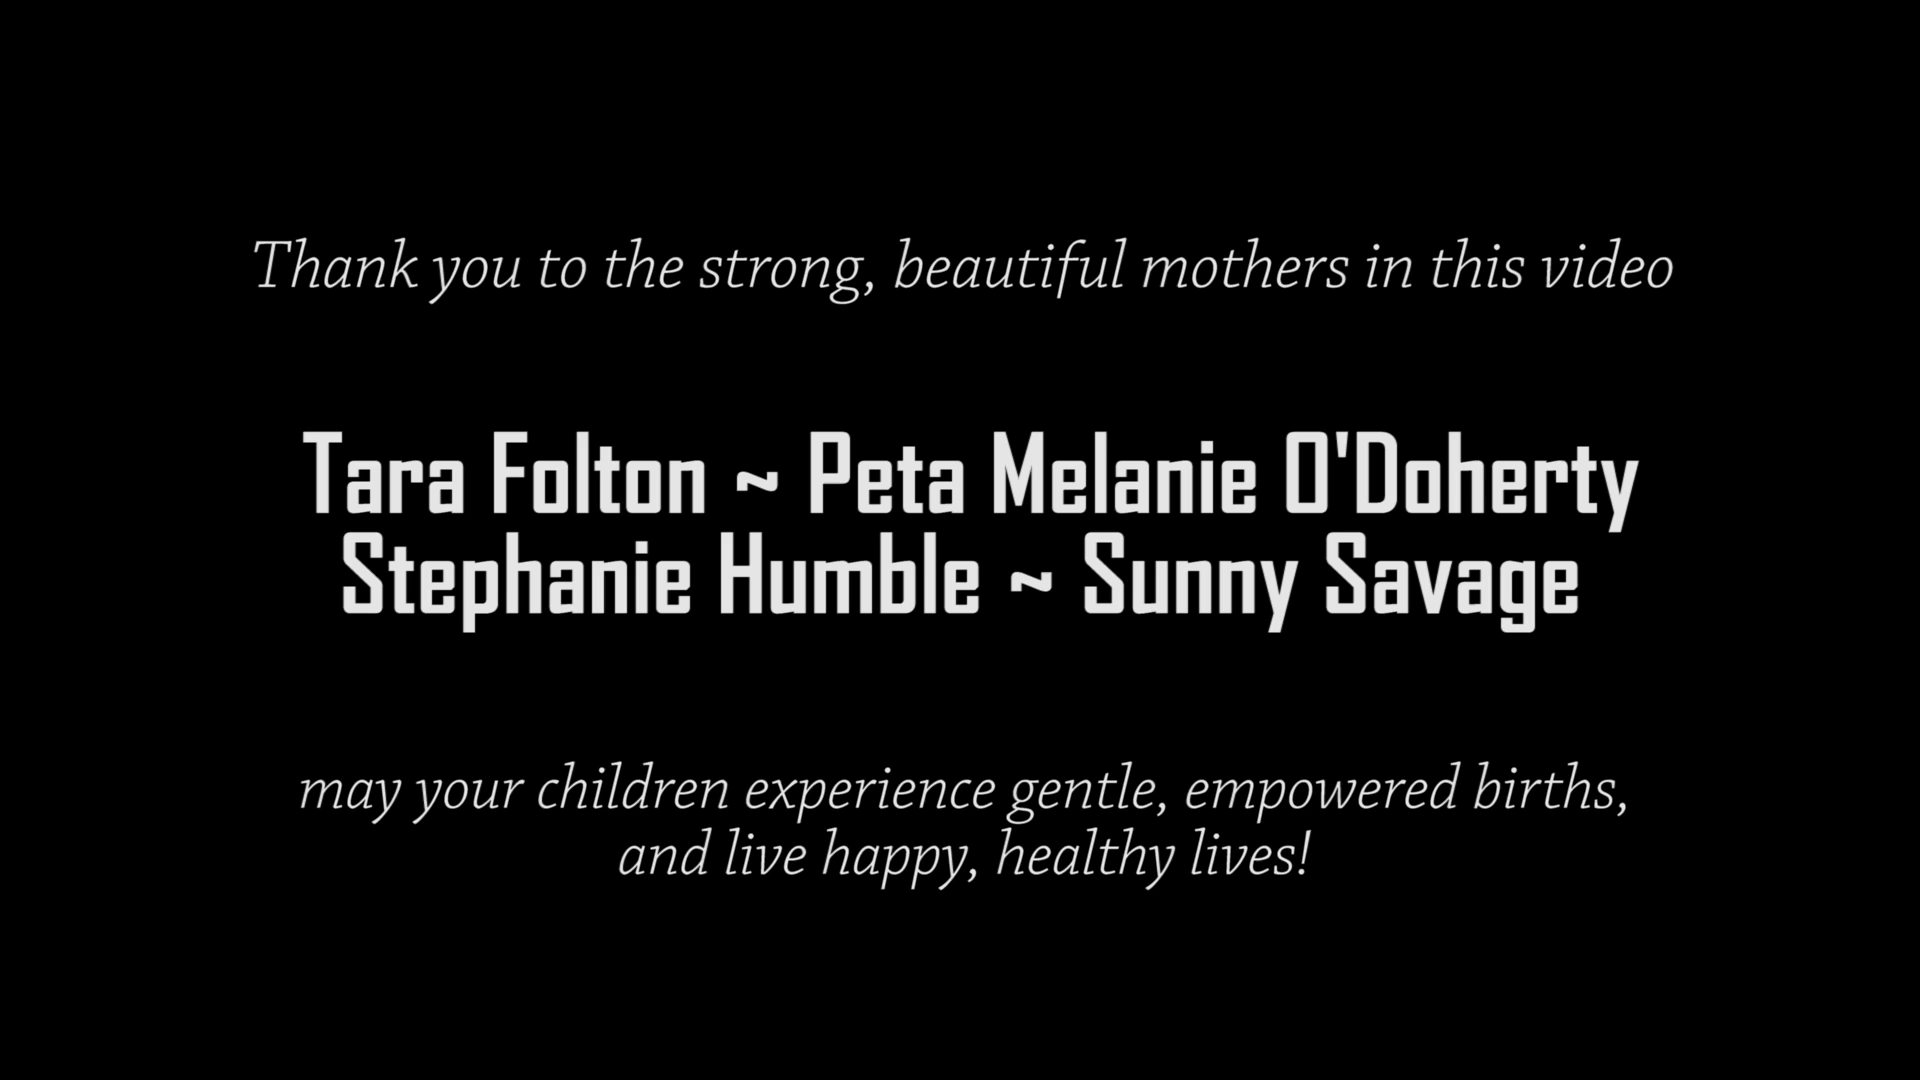 Thank you to the strong, beautiful mothers in this video
Tara Folton ~ Peta Melanie O'Doherty
Stephanie Humble ~ Sunny Savage
may your children experience gentle, empowered births,
and live happy, healthy lives!